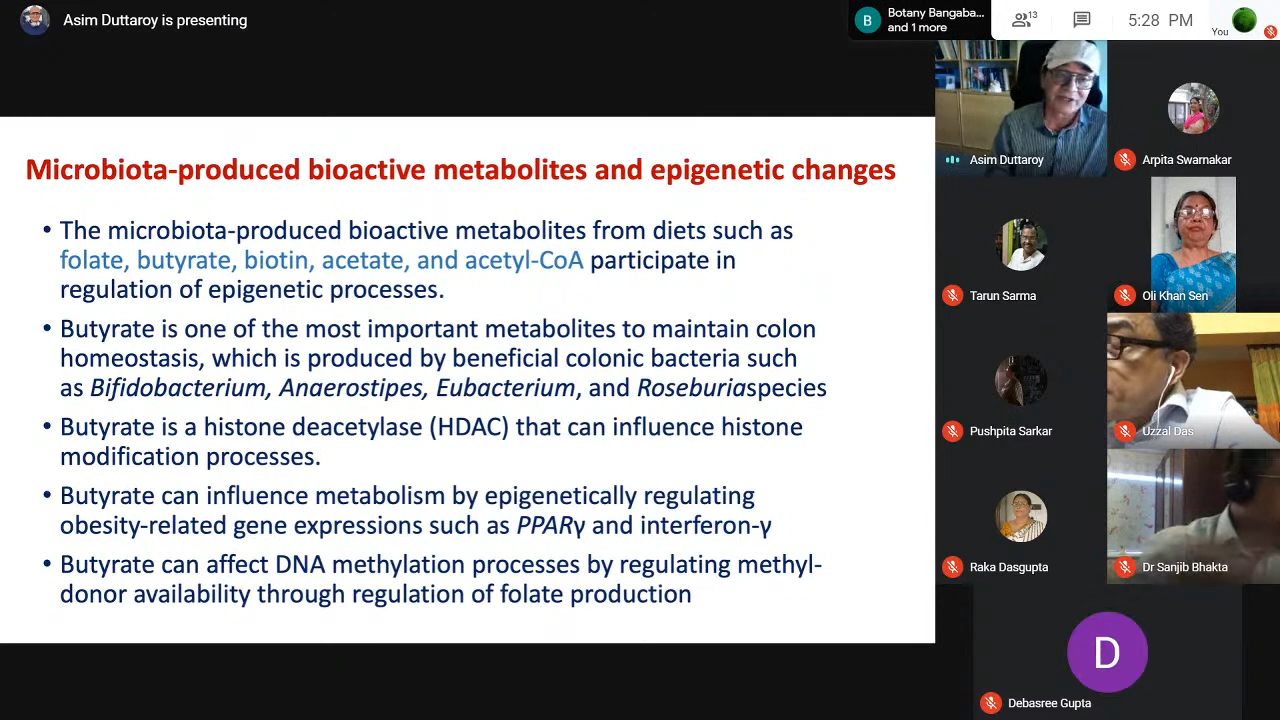 Asim Duttaroy is presenting
B
Botany Bangaba...
and 1 more
13
5:28 PM
You
Microbiota-produced bioactive metabolites and epigenetic changes
• The microbiota-produced bioactive metabolites from diets such as
folate, butyrate, biotin, acetate, and acetyl-CoA participate in
regulation of epigenetic processes.
• Butyrate is one of the most important metabolites to maintain colon
homeostasis, which is produced by beneficial colonic bacteria such
as Bifidobacterium, Anaerostipes, Eubacterium, and Roseburiaspecies
• Butyrate is a histone deacetylase (HDAC) that can influence histone
modification processes.
• Butyrate can influence metabolism by epigenetically regulating
obesity-related gene expressions such as PPARγ and interferon-γ
• Butyrate can affect DNA methylation processes by regulating methyl-
donor availability through regulation of folate production
Asim Duttaroy
Arpita Swarnakar
Tarun Sarma
Oli Khan Sen
Pushpita Sarkar
Uzzal Das
Raka Dasgupta
Dr Sanjib Bhakta
D
Debasree Gupta